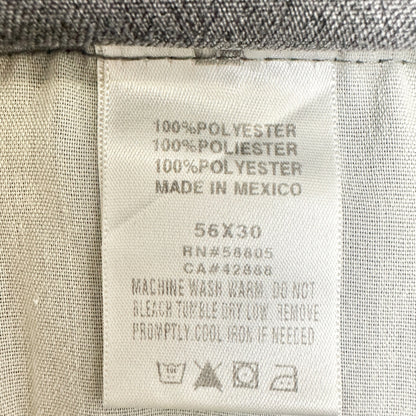 100%POLYESTER
100%POLIESTER
100%POLYESTER
MADE IN MEXICO
56X30
RN#58805
CA#42888
MACHINE WASH WARM. DO NOT
BLEACH TUMBLE DRY LOW. REMOVE
PROMPTLY.COOL IRON IF NEEDED